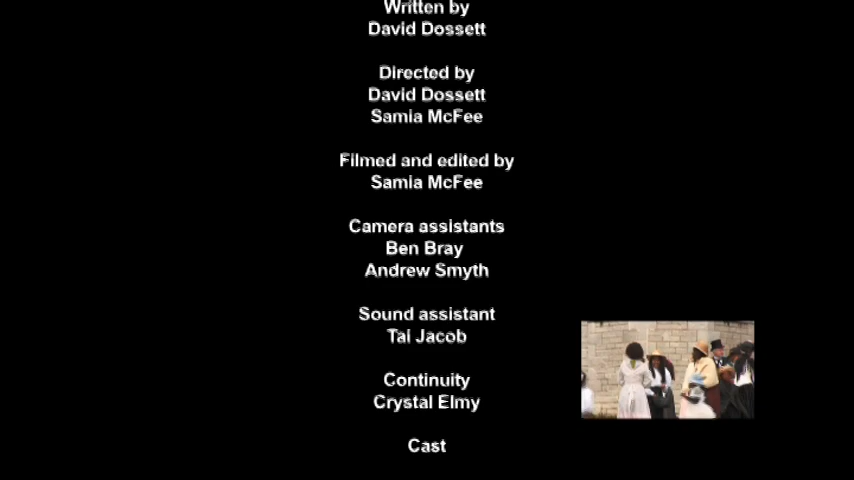 Written by
David Dossett
Directed by
David Dossett
Samia McFee
Filmed and edited by
Samia McFee
Camera assistants
Ben Bray
Andrew Smyth
Sound assistant
Tai Jacob
Continuity
Crystal Elmy
Cast